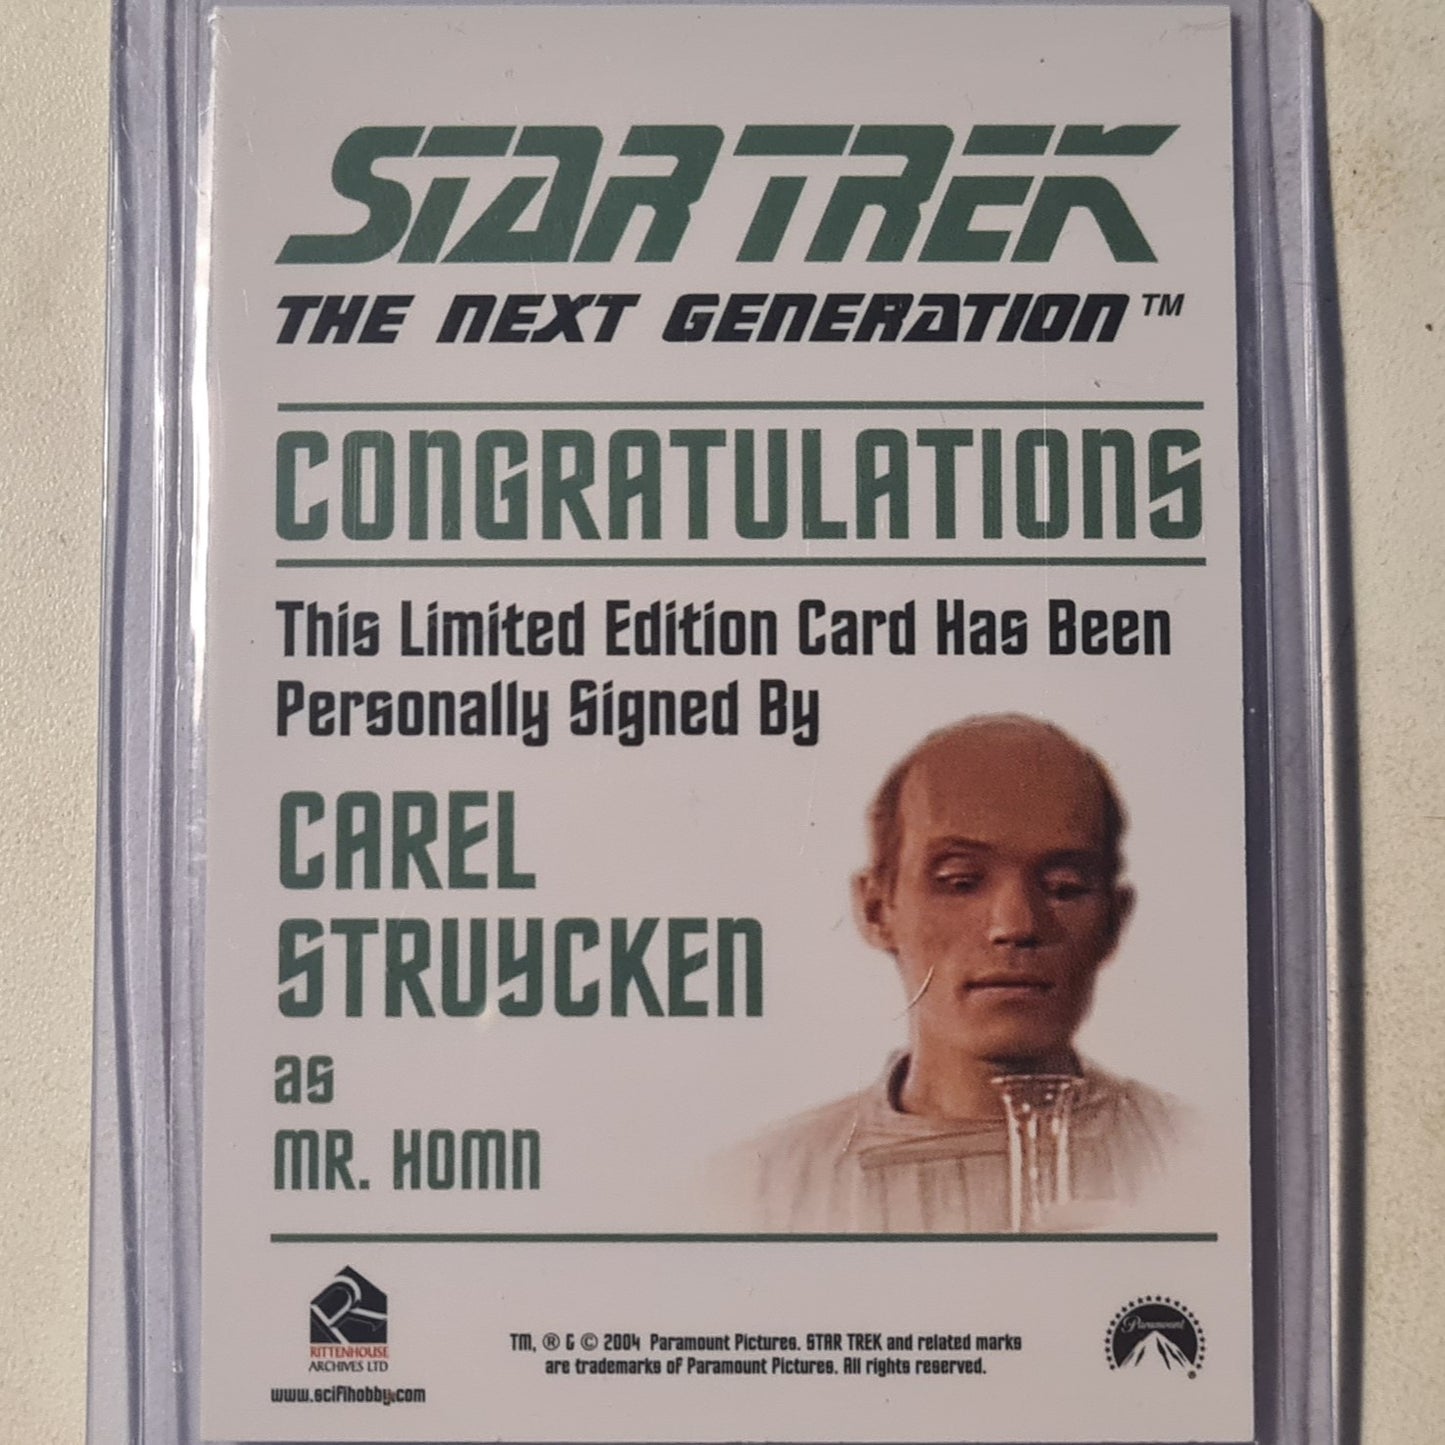 STAR TREK
THE NEXT GENERATION™
CONGRATULATIONS
This Limited Edition Card Has Been
Personally Signed By
CAREL
STRUYCKEN
as
MR. HOMN
RITTENHOUSE
ARCHIVES LTD
www.scifihobby.com
TM, ® & © 2004 Paramount Pictures. STAR TREK and related marks
are trademarks of Paramount Pictures. All rights reserved.
Paramount
®